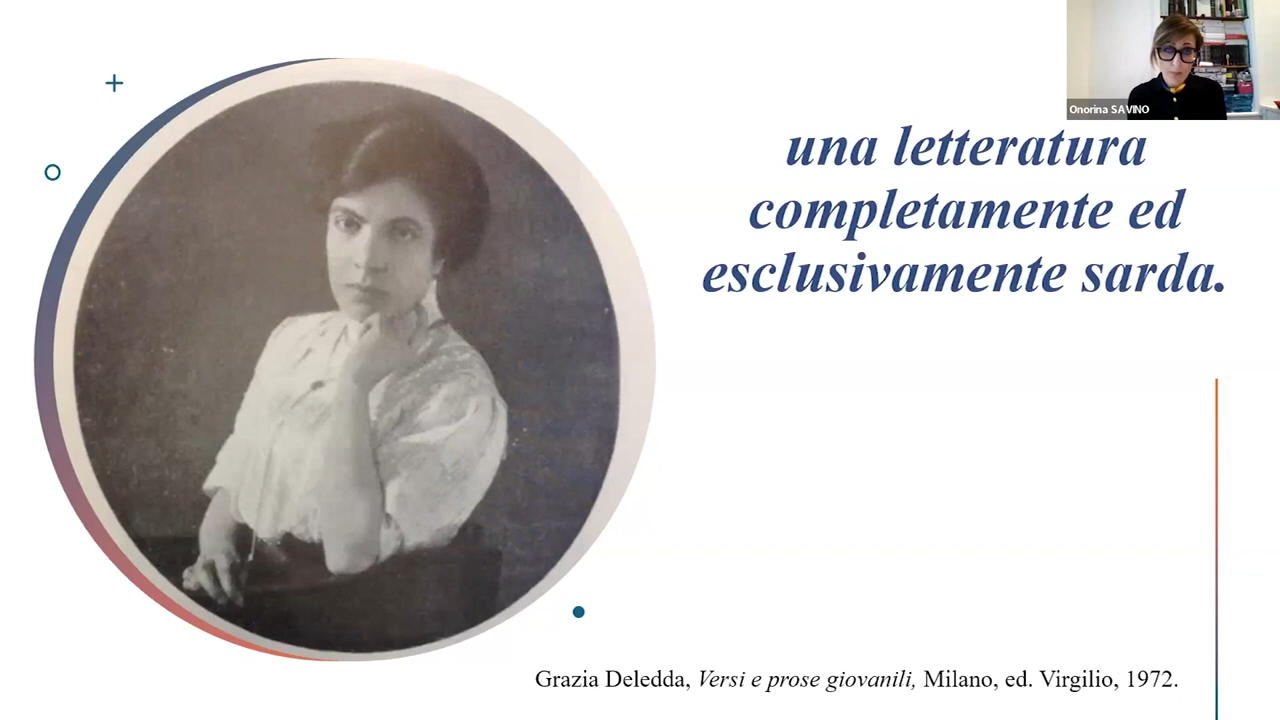 Onorina SAVINO
una letteratura
completamente ed
esclusivamente sarda.
Grazia Deledda, Versi e prose giovanili, Milano, ed. Virgilio, 1972.